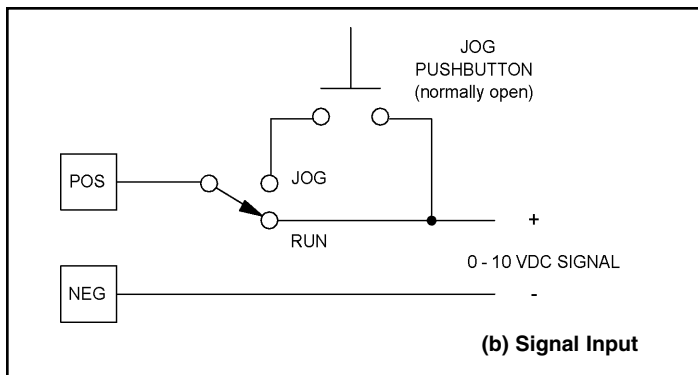 JOG
PUSHBUTTON
(normally open)
POS
JOG
RUN
+
0 - 10 VDC SIGNAL
NEG
-
(b) Signal Input